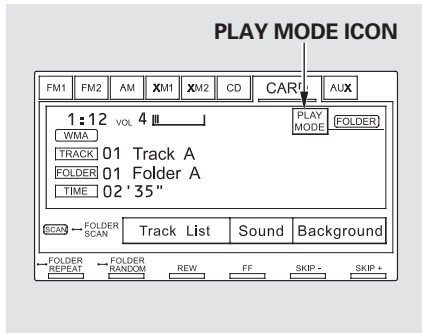 PLAY MODE ICON
FM1 FM2 AM XM1 XM2 CD CARD AUX
1:12 VOL 4 PLAY MODE FOLDER
WMA
TRACK 01 Track A
FOLDER 01 Folder A
TIME 02'35"
SCAN FOLDER SCAN Track List Sound Background
FOLDER REPEAT FOLDER RANDOM REW FF SKIP - SKIP +